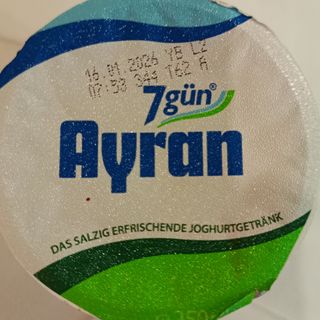 16.01.2026 YB L2
07:53 344 162 A
7gün®
Ayran
DAS SALZIG ERFRISCHENDE JOGHURTGETRÄNK